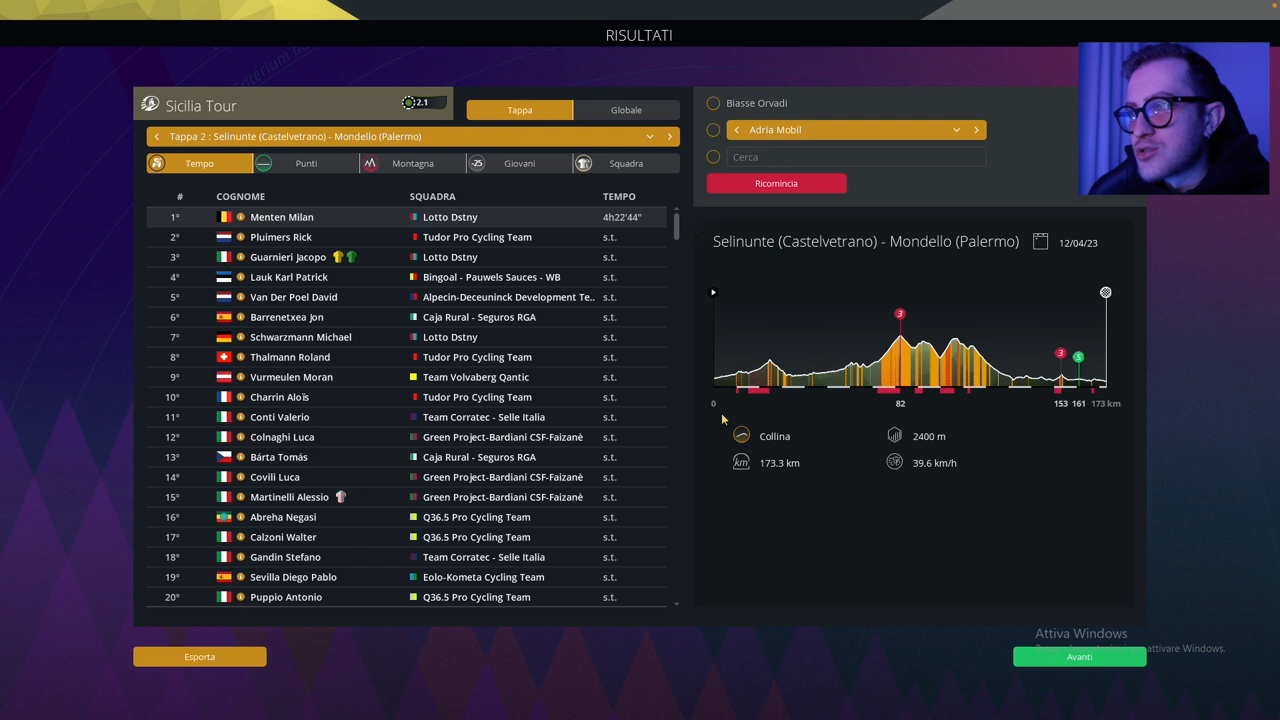 RISULTATI
Sicilia Tour
2.1
Tappa
Globale
Tappa 2 : Selinunte (Castelvetrano) - Mondello (Palermo)
Tempo
Punti
Montagna
-25
Giovani
Squadra
# COGNOME SQUADRA TEMPO
1° Menten Milan Lotto Dstny 4h22'44"
2° Pluimers Rick Tudor Pro Cycling Team s.t.
3° Guarnieri Jacopo Lotto Dstny s.t.
4° Lauk Karl Patrick Bingoal - Pauwels Sauces - WB s.t.
5° Van Der Poel David Alpecin-Deceuninck Development Te.. s.t.
6° Barrenetxea Jon Caja Rural - Seguros RGA s.t.
7° Schwarzmann Michael Lotto Dstny s.t.
8° Thalmann Roland Tudor Pro Cycling Team s.t.
9° Vurmeulen Moran Team Volvaberg Qantic s.t.
10° Charrin Aloïs Tudor Pro Cycling Team s.t.
11° Conti Valerio Team Corratec - Selle Italia s.t.
12° Colnaghi Luca Green Project-Bardiani CSF-Faizanè s.t.
13° Bárta Tomás Caja Rural - Seguros RGA s.t.
14° Covili Luca Green Project-Bardiani CSF-Faizanè s.t.
15° Martinelli Alessio Green Project-Bardiani CSF-Faizanè s.t.
16° Abreha Negasi Q36.5 Pro Cycling Team s.t.
17° Calzoni Walter Q36.5 Pro Cycling Team s.t.
18° Gandin Stefano Team Corratec - Selle Italia s.t.
19° Sevilla Diego Pablo Eolo-Kometa Cycling Team s.t.
20° Puppio Antonio Q36.5 Pro Cycling Team s.t.
Esporta
Biasse Orvadi
Adria Mobil
Cerca
Ricomincia
Selinunte (Castelvetrano) - Mondello (Palermo) 12/04/23
3
3
S
0 82 153 161 173 km
Collina 2400 m
km 173.3 km 39.6 km/h
Attiva Windows
attivare Windows.
Avanti